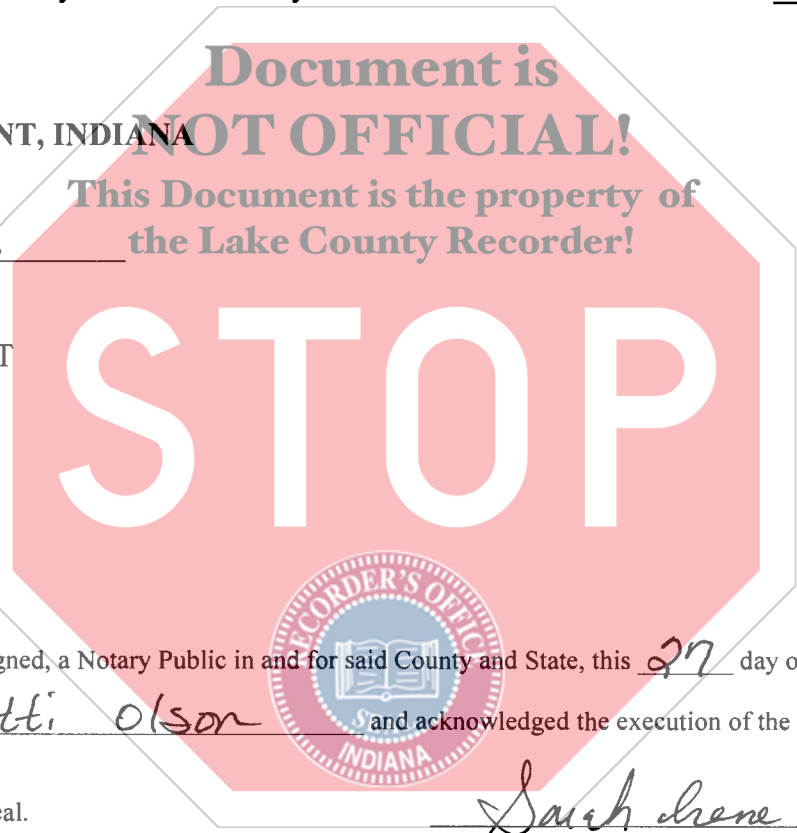 Document is
NOT OFFICIAL!
NT, INDIANA
This Document is the property of
the Lake County Recorder!
T
STOP
RECORDER'S OFFICE
gned, a Notary Public in and for said County and State, this 27 day o
tti Olson and acknowledged the execution of the
INDIANA
eal.
Sarah Irene